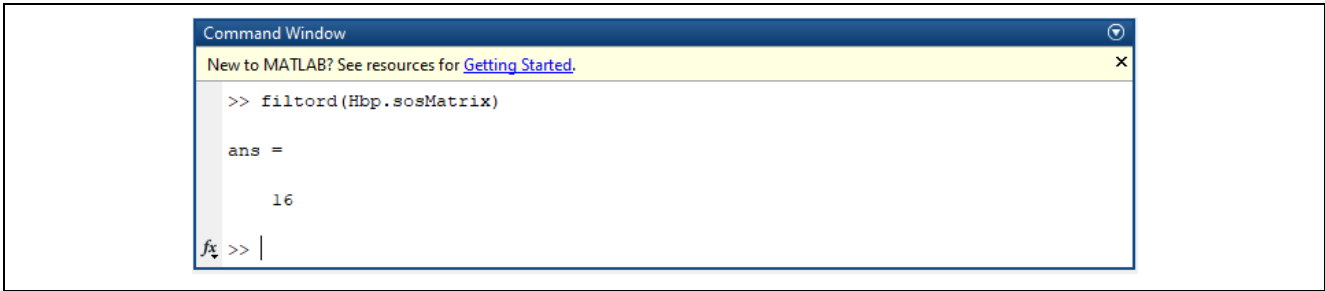 Command Window
New to MATLAB? See resources for Getting Started.
>> filtord(Hbp.sosMatrix)
ans =
16
fx >>